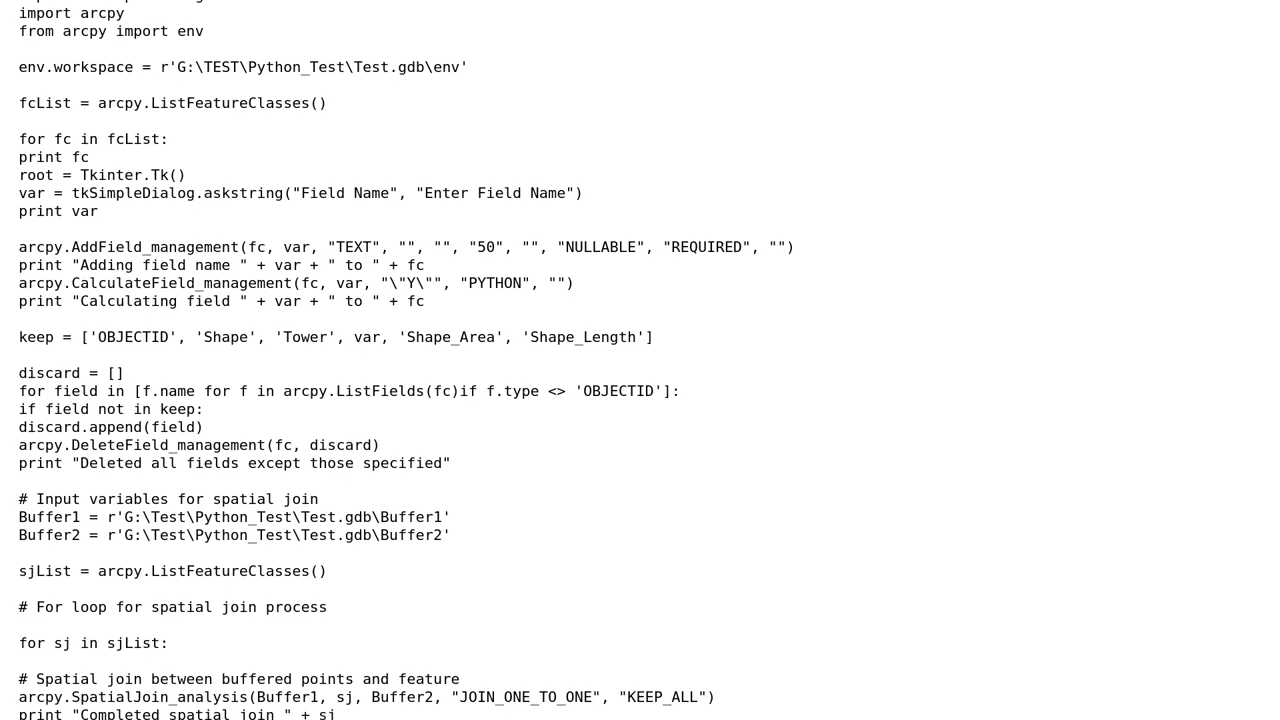 import arcpy
from arcpy import env
env.workspace = r'G:\TEST\Python_Test\Test.gdb\env'
fcList = arcpy.ListFeatureClasses()
for fc in fcList:
print fc
root = Tkinter.Tk()
var = tkSimpleDialog.askstring("Field Name", "Enter Field Name")
print var
arcpy.AddField_management(fc, var, "TEXT", "", "", "50", "", "NULLABLE", "REQUIRED", "")
print "Adding field name " + var + " to " + fc
arcpy.CalculateField_management(fc, var, "\"Y\"", "PYTHON", "")
print "Calculating field " + var + " to " + fc
keep = ['OBJECTID', 'Shape', 'Tower', var, 'Shape_Area', 'Shape_Length']
discard = []
for field in [f.name for f in arcpy.ListFields(fc)if f.type <> 'OBJECTID']:
if field not in keep:
discard.append(field)
arcpy.DeleteField_management(fc, discard)
print "Deleted all fields except those specified"
# Input variables for spatial join
Buffer1 = r'G:\Test\Python_Test\Test.gdb\Buffer1'
Buffer2 = r'G:\Test\Python_Test\Test.gdb\Buffer2'
sjList = arcpy.ListFeatureClasses()
# For loop for spatial join process
for sj in sjList:
# Spatial join between buffered points and feature
arcpy.SpatialJoin_analysis(Buffer1, sj, Buffer2, "JOIN_ONE_TO_ONE", "KEEP_ALL")
print "Completed spatial join " + sj